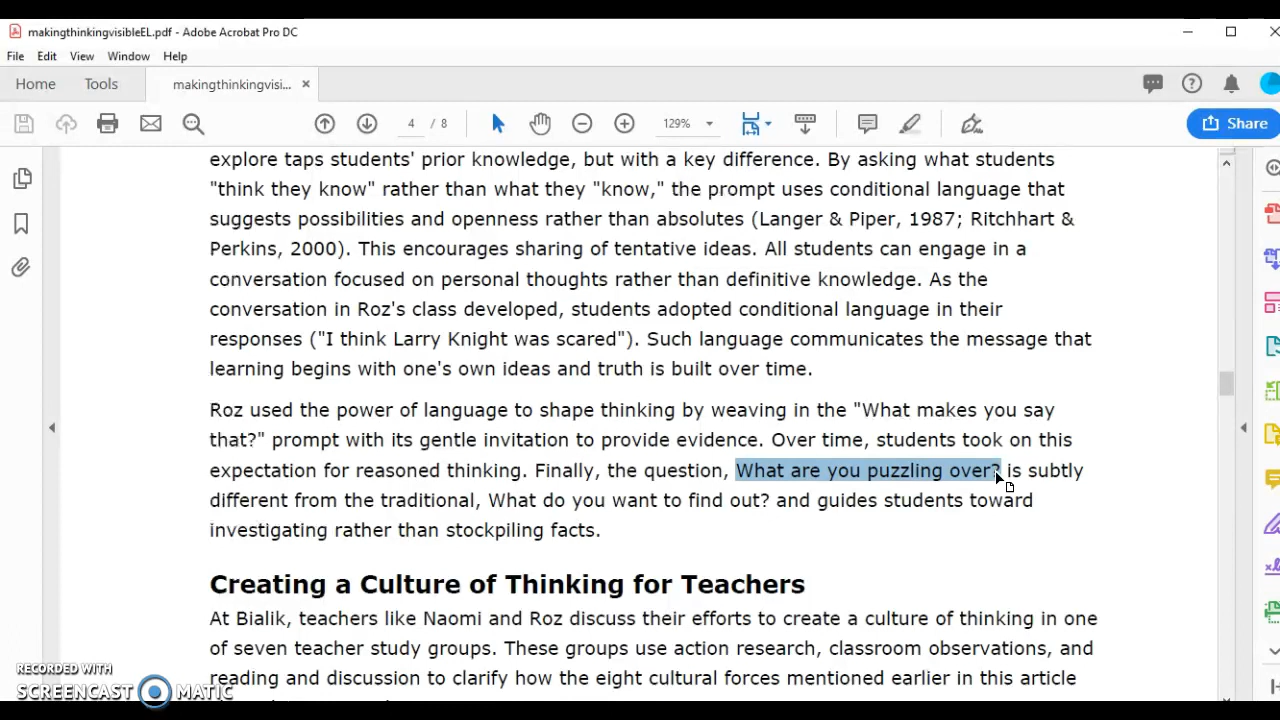 makingthinkingvisibleEL.pdf - Adobe Acrobat Pro DC
File Edit View Window Help
Home Tools makingthinkingvisi... ×
4 / 8 129% Share
explore taps students' prior knowledge, but with a key difference. By asking what students
"think they know" rather than what they "know," the prompt uses conditional language that
suggests possibilities and openness rather than absolutes (Langer & Piper, 1987; Ritchhart &
Perkins, 2000). This encourages sharing of tentative ideas. All students can engage in a
conversation focused on personal thoughts rather than definitive knowledge. As the
conversation in Roz's class developed, students adopted conditional language in their
responses ("I think Larry Knight was scared"). Such language communicates the message that
learning begins with one's own ideas and truth is built over time.
Roz used the power of language to shape thinking by weaving in the "What makes you say
that?" prompt with its gentle invitation to provide evidence. Over time, students took on this
expectation for reasoned thinking. Finally, the question, What are you puzzling over? is subtly
different from the traditional, What do you want to find out? and guides students toward
investigating rather than stockpiling facts.
Creating a Culture of Thinking for Teachers
At Bialik, teachers like Naomi and Roz discuss their efforts to create a culture of thinking in one
of seven teacher study groups. These groups use action research, classroom observations, and
reading and discussion to clarify how the eight cultural forces mentioned earlier in this article
RECORDED WITH
SCREENCAST MATIC